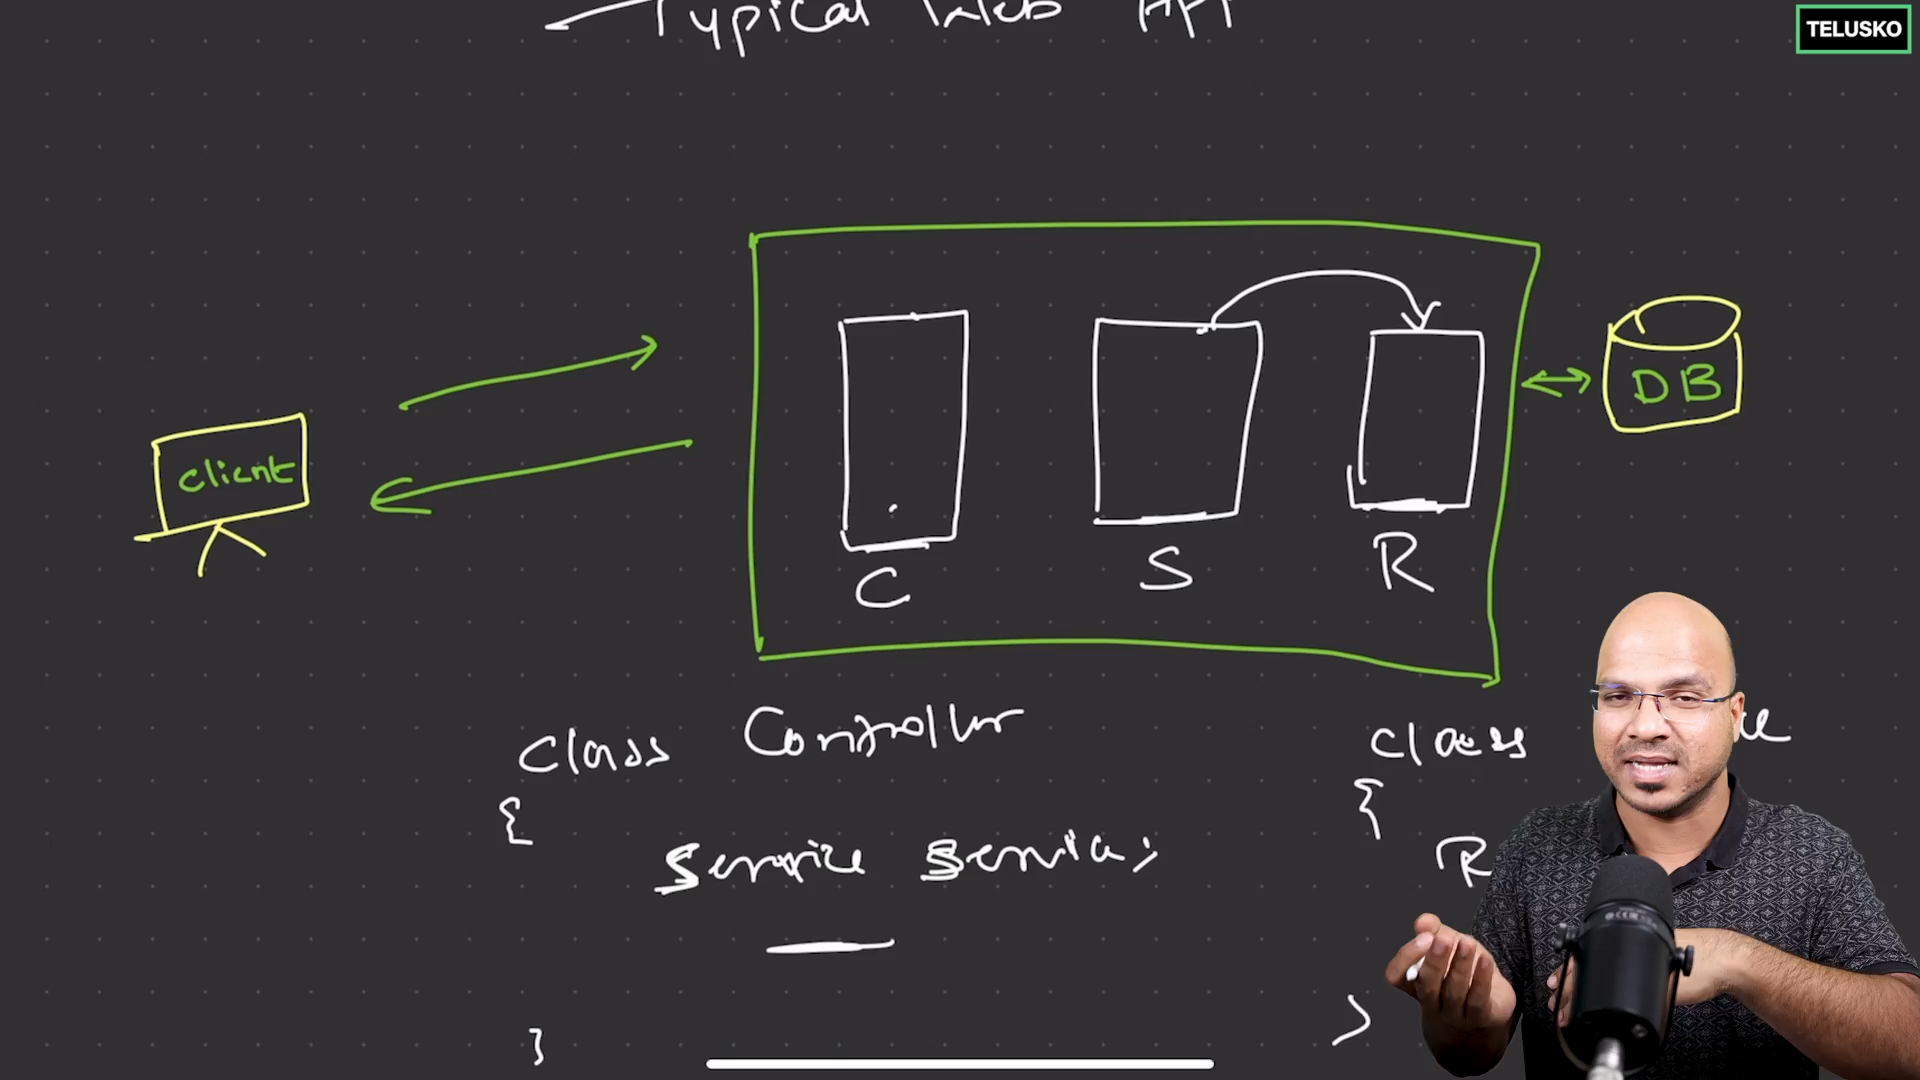 Typical Web API
TELUSKO
client
DB
C
S
R
Class Controller
{
Service Service;
}
class
{
R
}